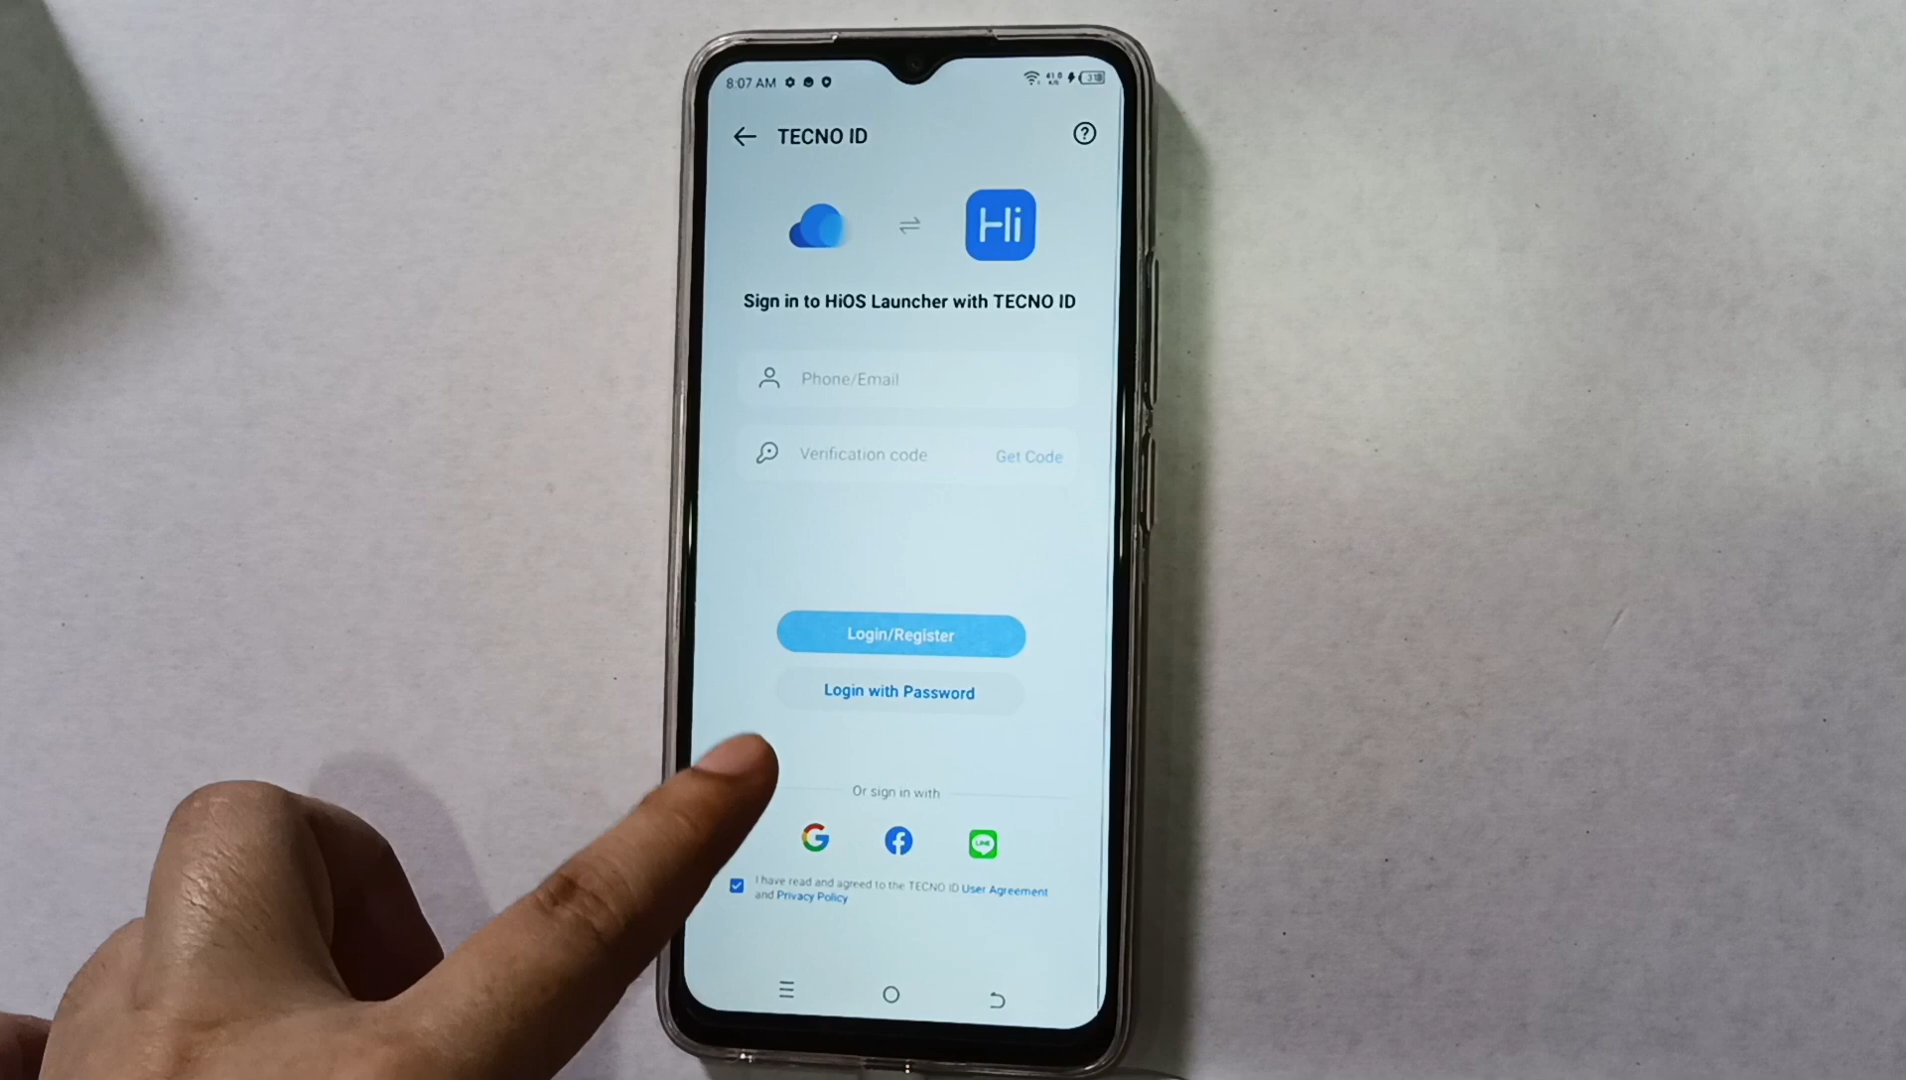 8:07 AM
TECNO ID
Hi
Sign in to HiOS Launcher with TECNO ID
Phone/Email
Verification code Get Code
Login/Register
Login with Password
Or sign in with
LINE
I have read and agreed to the TECNO ID User Agreement
and Privacy Policy